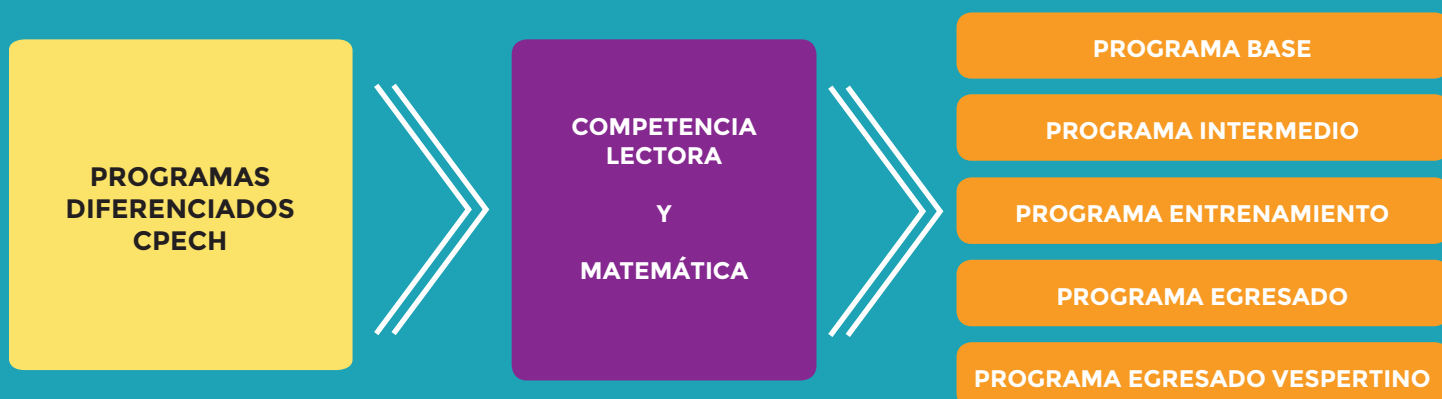 PROGRAMAS
DIFERENCIADOS
CPECH
COMPETENCIA
LECTORA
Y
MATEMÁTICA
PROGRAMA BASE
PROGRAMA INTERMEDIO
PROGRAMA ENTRENAMIENTO
PROGRAMA EGRESADO
PROGRAMA EGRESADO VESPERTINO